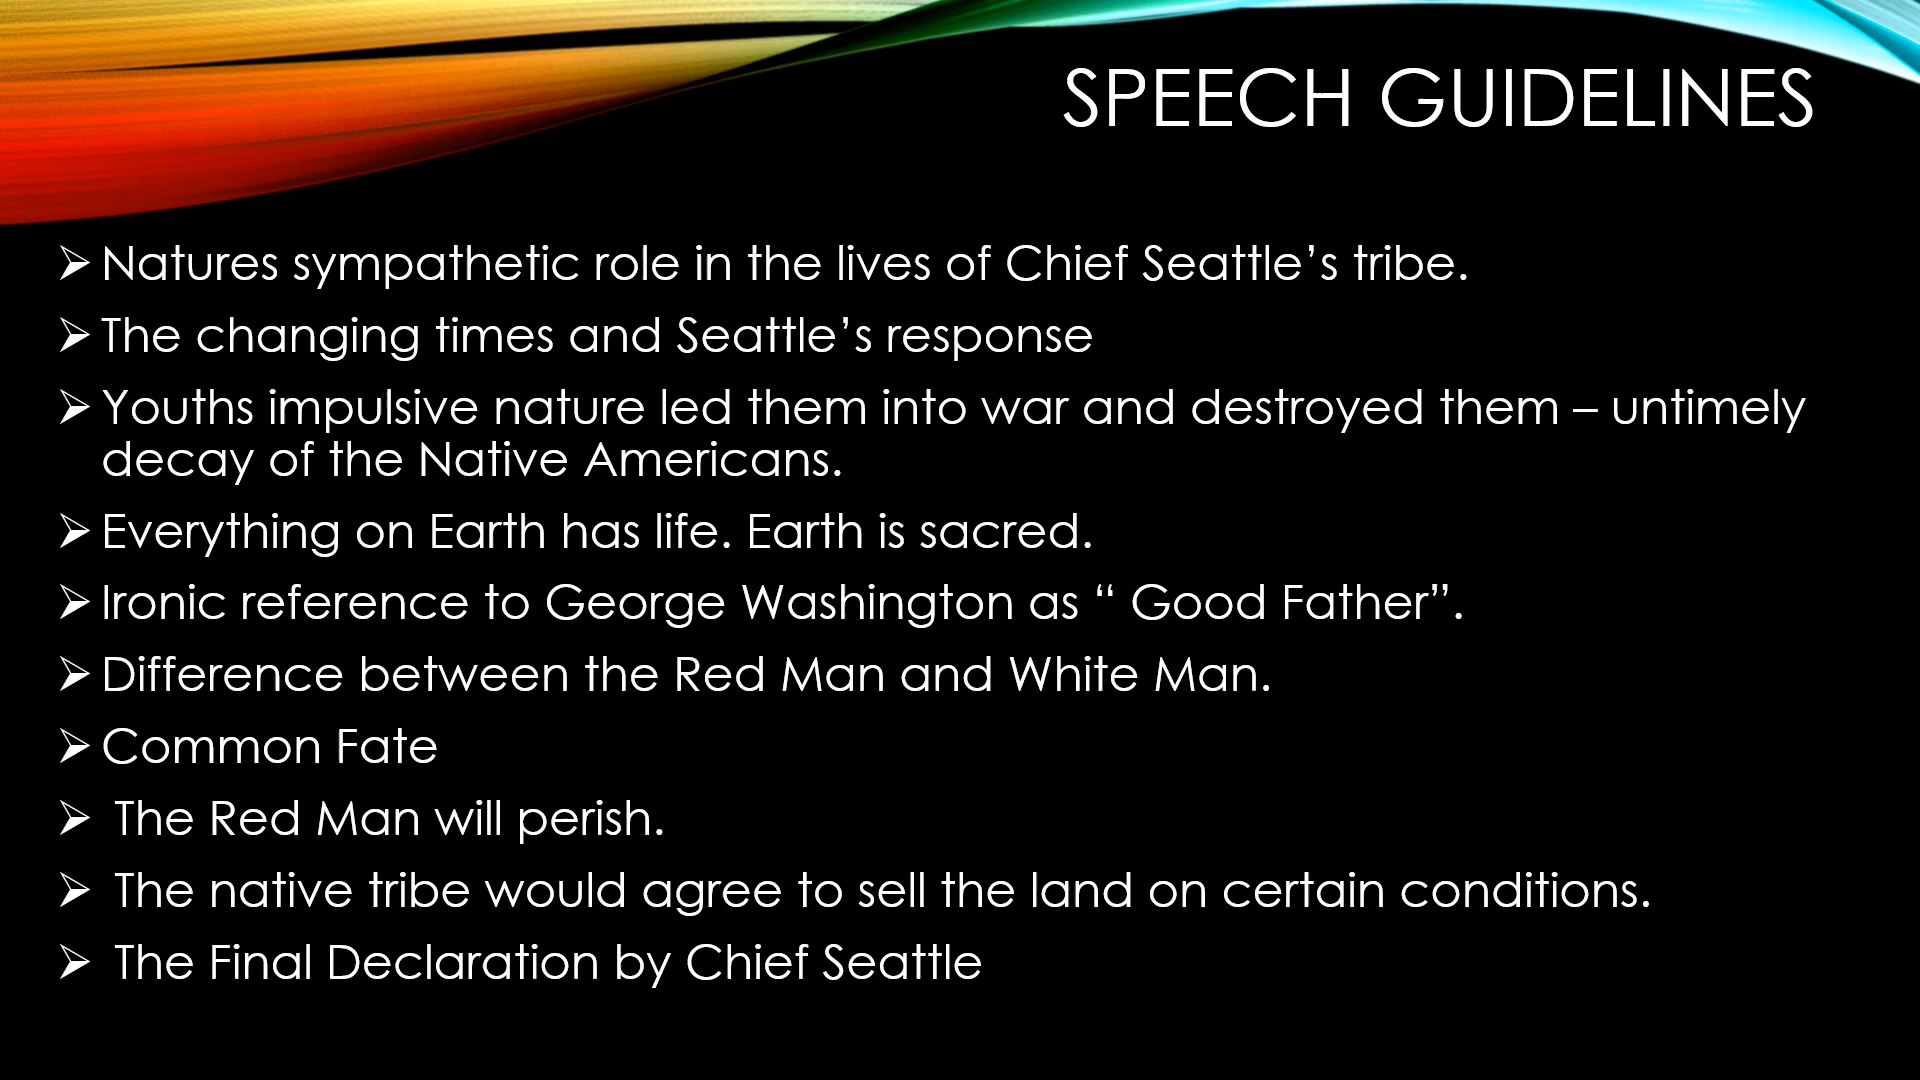 SPEECH GUIDELINES
➢ Natures sympathetic role in the lives of Chief Seattle’s tribe.
➢ The changing times and Seattle’s response
➢ Youths impulsive nature led them into war and destroyed them – untimely
decay of the Native Americans.
➢ Everything on Earth has life. Earth is sacred.
➢ Ironic reference to George Washington as “ Good Father”.
➢ Difference between the Red Man and White Man.
➢ Common Fate
➢ The Red Man will perish.
➢ The native tribe would agree to sell the land on certain conditions.
➢ The Final Declaration by Chief Seattle